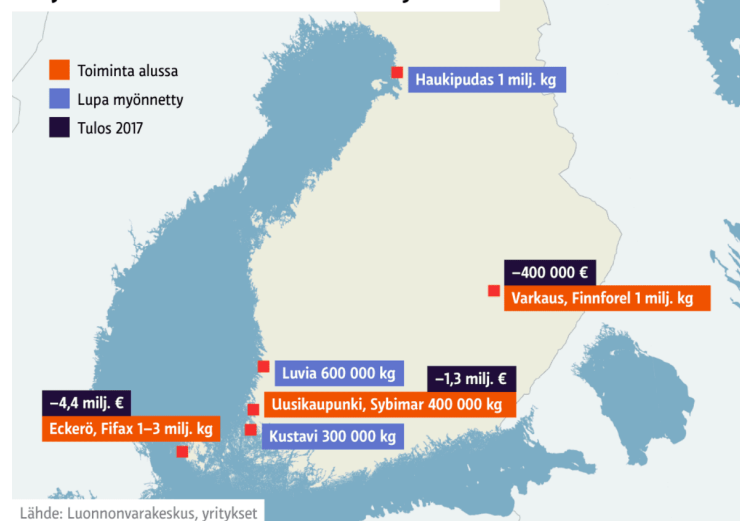 Toiminta alussa
Lupa myönnetty
Tulos 2017
Haukipudas 1 milj. kg
–400 000 €
Varkaus, Finnforel 1 milj. kg
Luvia 600 000 kg
–1,3 milj. €
Uusikaupunki, Sybimar 400 000 kg
–4,4 milj. €
Eckerö, Fifax 1–3 milj. kg
Kustavi 300 000 kg
Lähde: Luonnonvarakeskus, yritykset